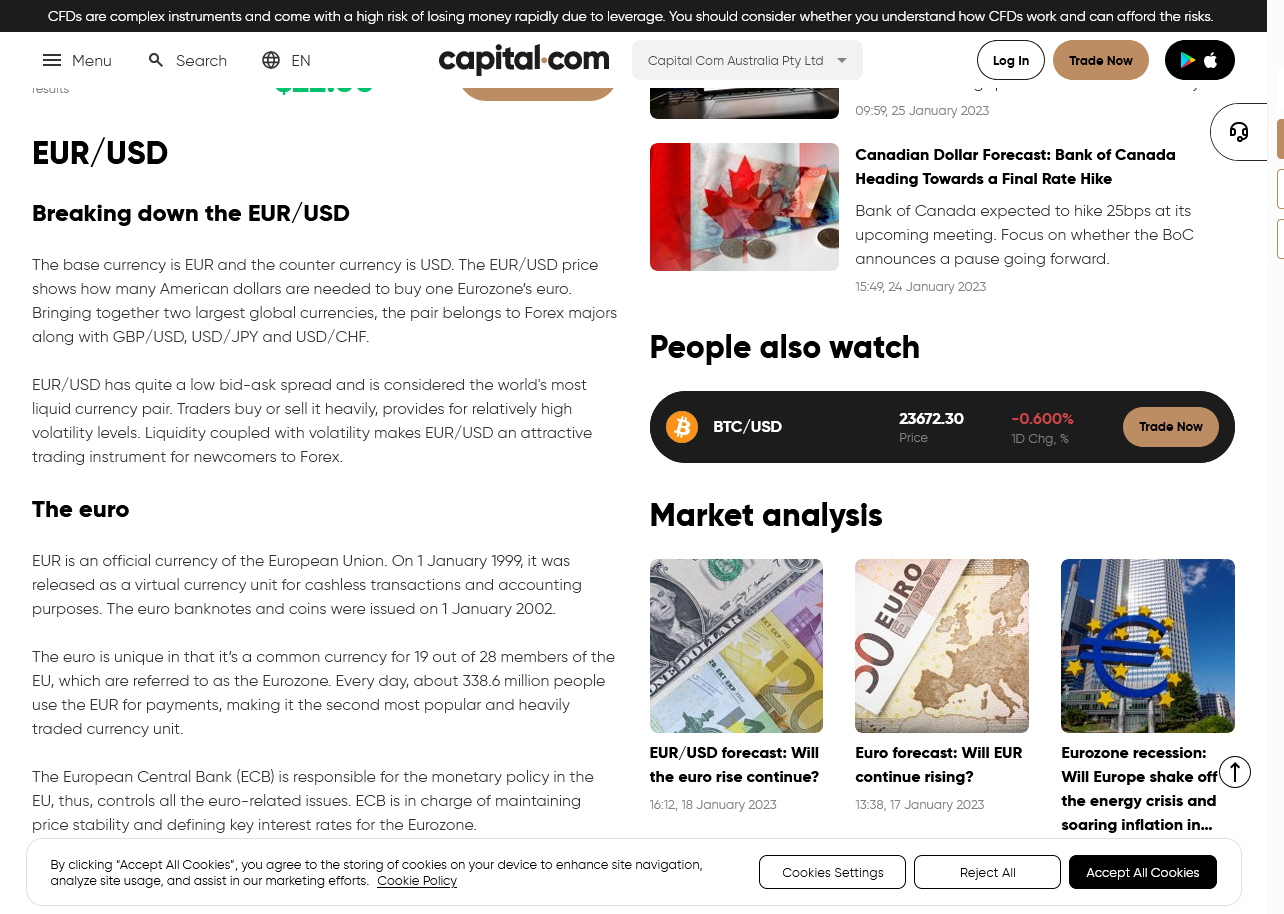 CFDs are complex instruments and come with a high risk of losing money rapidly due to leverage. You should consider whether you understand how CFDs work and can afford the risks.
Menu
Search
EN
capital.com
Capital Com Australia Pty Ltd
Log In
Trade Now
results
EUR/USD
Breaking down the EUR/USD
The base currency is EUR and the counter currency is USD. The EUR/USD price
shows how many American dollars are needed to buy one Eurozone’s euro.
Bringing together two largest global currencies, the pair belongs to Forex majors
along with GBP/USD, USD/JPY and USD/CHF.
EUR/USD has quite a low bid-ask spread and is considered the world's most
liquid currency pair. Traders buy or sell it heavily, provides for relatively high
volatility levels. Liquidity coupled with volatility makes EUR/USD an attractive
trading instrument for newcomers to Forex.
The euro
EUR is an official currency of the European Union. On 1 January 1999, it was
released as a virtual currency unit for cashless transactions and accounting
purposes. The euro banknotes and coins were issued on 1 January 2002.
The euro is unique in that it’s a common currency for 19 out of 28 members of the
EU, which are referred to as the Eurozone. Every day, about 338.6 million people
use the EUR for payments, making it the second most popular and heavily
traded currency unit.
The European Central Bank (ECB) is responsible for the monetary policy in the
EU, thus, controls all the euro-related issues. ECB is in charge of maintaining
price stability and defining key interest rates for the Eurozone.
09:59, 25 January 2023
Canadian Dollar Forecast: Bank of Canada
Heading Towards a Final Rate Hike
Bank of Canada expected to hike 25bps at its
upcoming meeting. Focus on whether the BoC
announces a pause going forward.
15:49, 24 January 2023
People also watch
BTC/USD
23672.30
Price
-0.600%
1D Chg, %
Trade Now
Market analysis
EUR/USD forecast: Will
the euro rise continue?
16:12, 18 January 2023
50 EURO
Euro forecast: Will EUR
continue rising?
13:38, 17 January 2023
Eurozone recession:
Will Europe shake off
the energy crisis and
soaring inflation in...
By clicking “Accept All Cookies”, you agree to the storing of cookies on your device to enhance site navigation,
analyze site usage, and assist in our marketing efforts. Cookie Policy
Cookies Settings
Reject All
Accept All Cookies